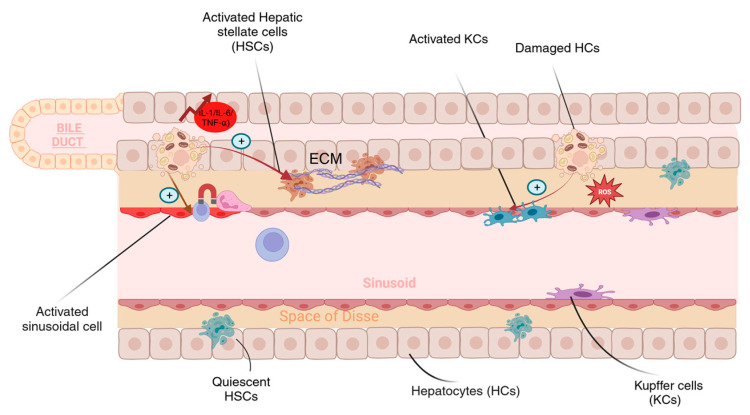 Activated Hepatic
stellate cells
(HSCs)
Activated KCs
Damaged HCs
IL-1/IL-6/
TNF-α)
BILE
DUCT
+
ECM
+
+
ROS
Sinusoid
Activated
sinusoidal cell
Space of Disse
Quiescent
HSCs
Hepatocytes (HCs)
Kupffer cells
(KCs)